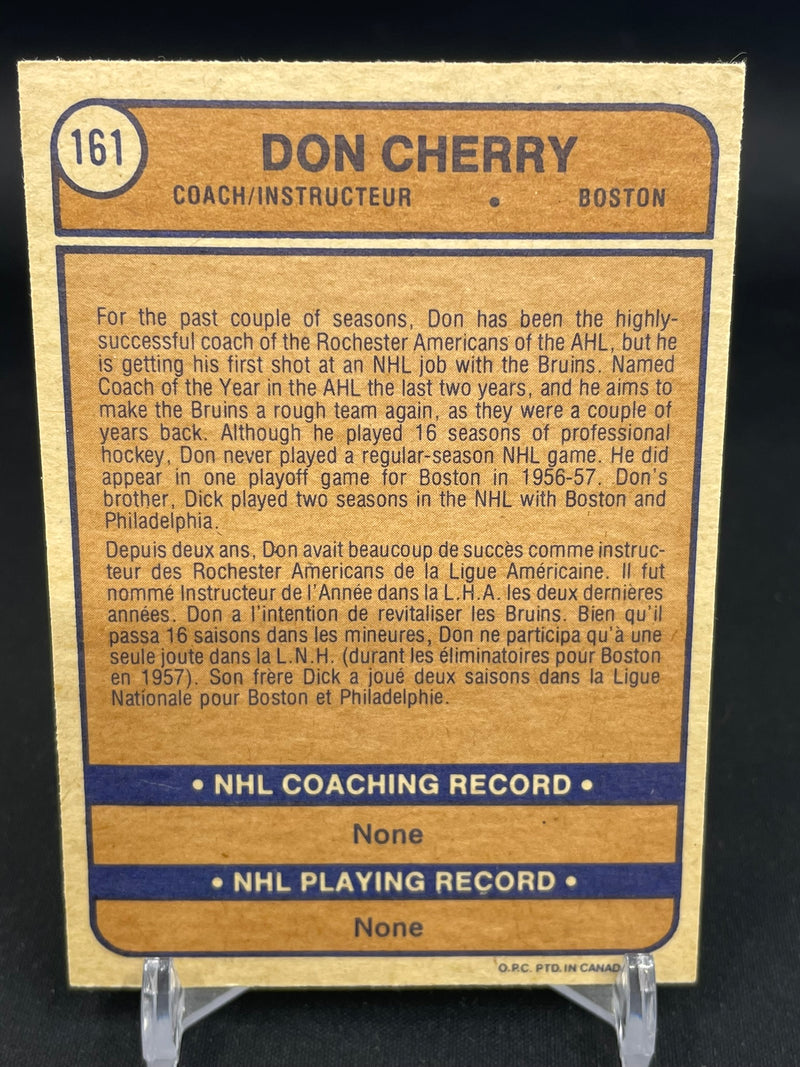 161
DON CHERRY
COACH/INSTRUCTEUR • BOSTON
For the past couple of seasons, Don has been the highly-
successful coach of the Rochester Americans of the AHL, but he
is getting his first shot at an NHL job with the Bruins. Named
Coach of the Year in the AHL the last two years, and he aims to
make the Bruins a rough team again, as they were a couple of
years back. Although he played 16 seasons of professional
hockey, Don never played a regular-season NHL game. He did
appear in one playoff game for Boston in 1956-57. Don's
brother, Dick played two seasons in the NHL with Boston and
Philadelphia.
Depuis deux ans, Don avait beaucoup de succès comme instruc-
teur des Rochester Americans de la Ligue Américaine. Il fut
nommé Instructeur de l'Année dans la L.H.A. les deux dernières
années. Don a l'intention de revitaliser les Bruins. Bien qu'il
passa 16 saisons dans les mineures, Don ne participa qu'à une
seule joute dans la L.N.H. (durant les éliminatoires pour Boston
en 1957). Son frère Dick a joué deux saisons dans la Ligue
Nationale pour Boston et Philadelphie.
• NHL COACHING RECORD •
None
• NHL PLAYING RECORD •
None
O.P.C. PTD. IN CANADA